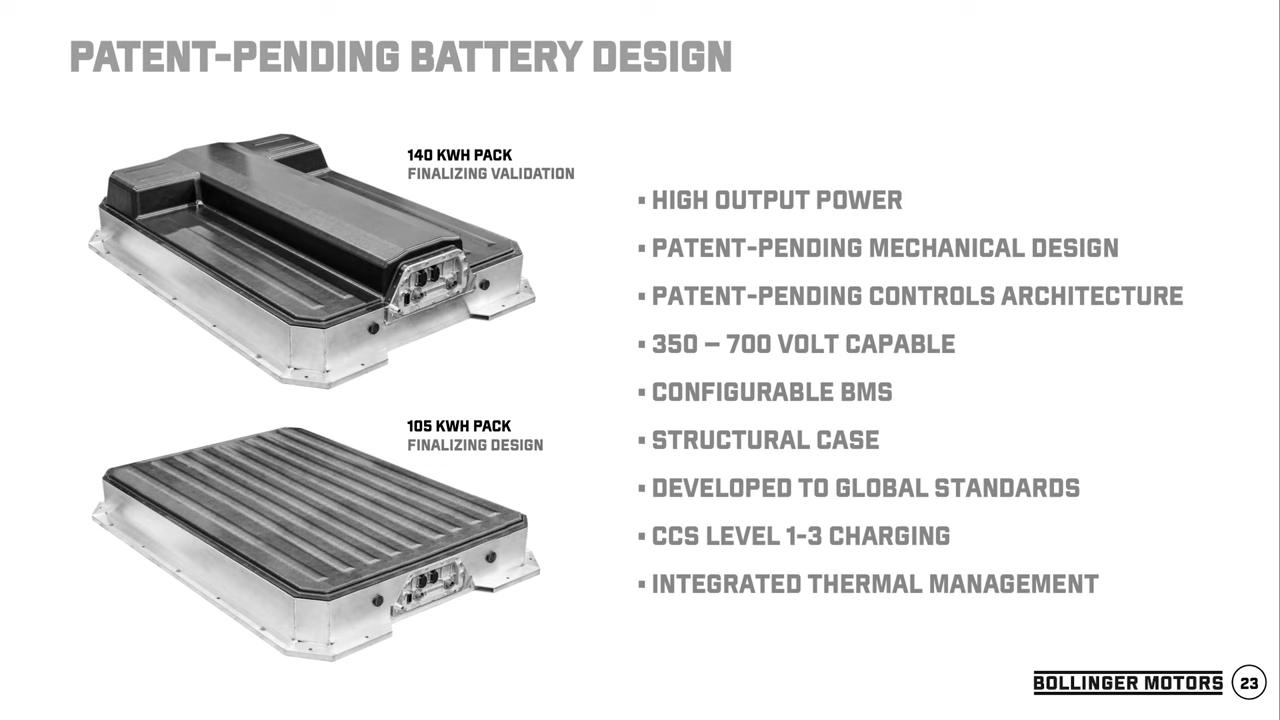 PATENT-PENDING BATTERY DESIGN
140 KWH PACK
FINALIZING VALIDATION
105 KWH PACK
FINALIZING DESIGN
▪ HIGH OUTPUT POWER
▪ PATENT-PENDING MECHANICAL DESIGN
▪ PATENT-PENDING CONTROLS ARCHITECTURE
▪ 350 – 700 VOLT CAPABLE
▪ CONFIGURABLE BMS
▪ STRUCTURAL CASE
▪ DEVELOPED TO GLOBAL STANDARDS
▪ CCS LEVEL 1-3 CHARGING
▪ INTEGRATED THERMAL MANAGEMENT
BOLLINGER MOTORS 23